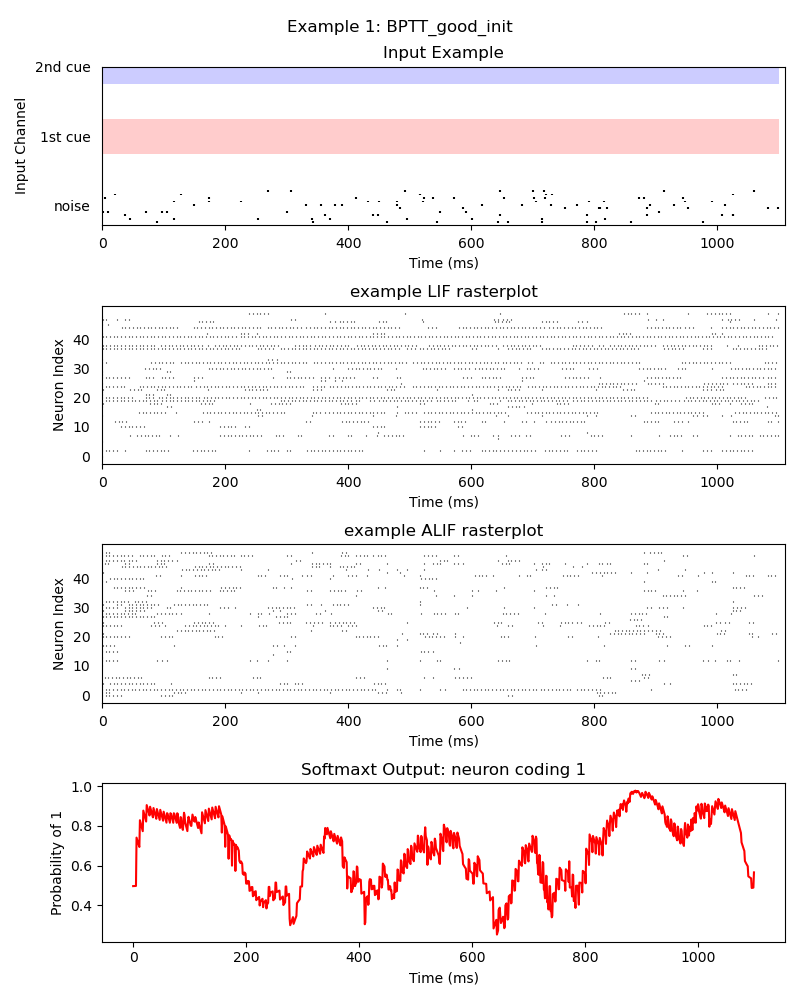 Example 1: BPTT_good_init
Input Example
2nd cue
1st cue
noise
Input Channel
0 200 400 600 800 1000
Time (ms)
example LIF rasterplot
40
30
20
10
0
Neuron Index
0 200 400 600 800 1000
Time (ms)
example ALIF rasterplot
40
30
20
10
0
Neuron Index
0 200 400 600 800 1000
Time (ms)
Softmaxt Output: neuron coding 1
1.0
0.8
0.6
0.4
Probability of 1
0 200 400 600 800 1000
Time (ms)